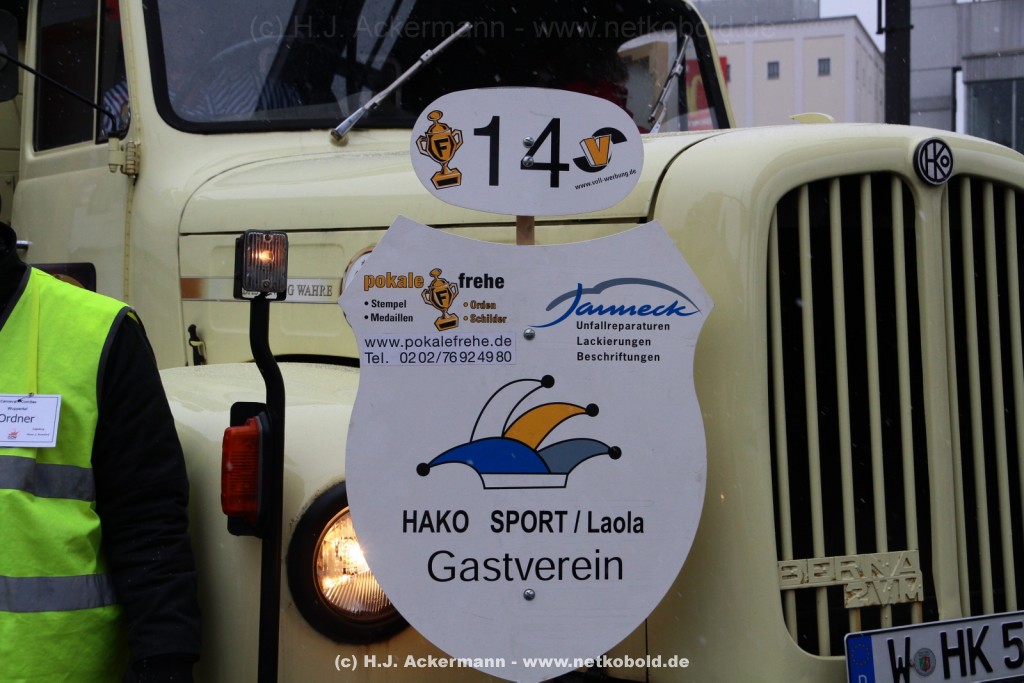 (c) H.J. Ackermann - www.netkobold.de
F 14 V
www.voll-werbung.de
HKO
G WAHRE
pokale F frehe
• Stempel • Orden
• Medaillen • Schilder
www.pokalefrehe.de
Tel. 0202/76924980
Janneck
Unfallreparaturen
Lackierungen
Beschriftungen
Ordner
HAKO SPORT / Laola
Gastverein
BERNA
2VM
D W HK 5
(c) H.J. Ackermann - www.netkobold.de